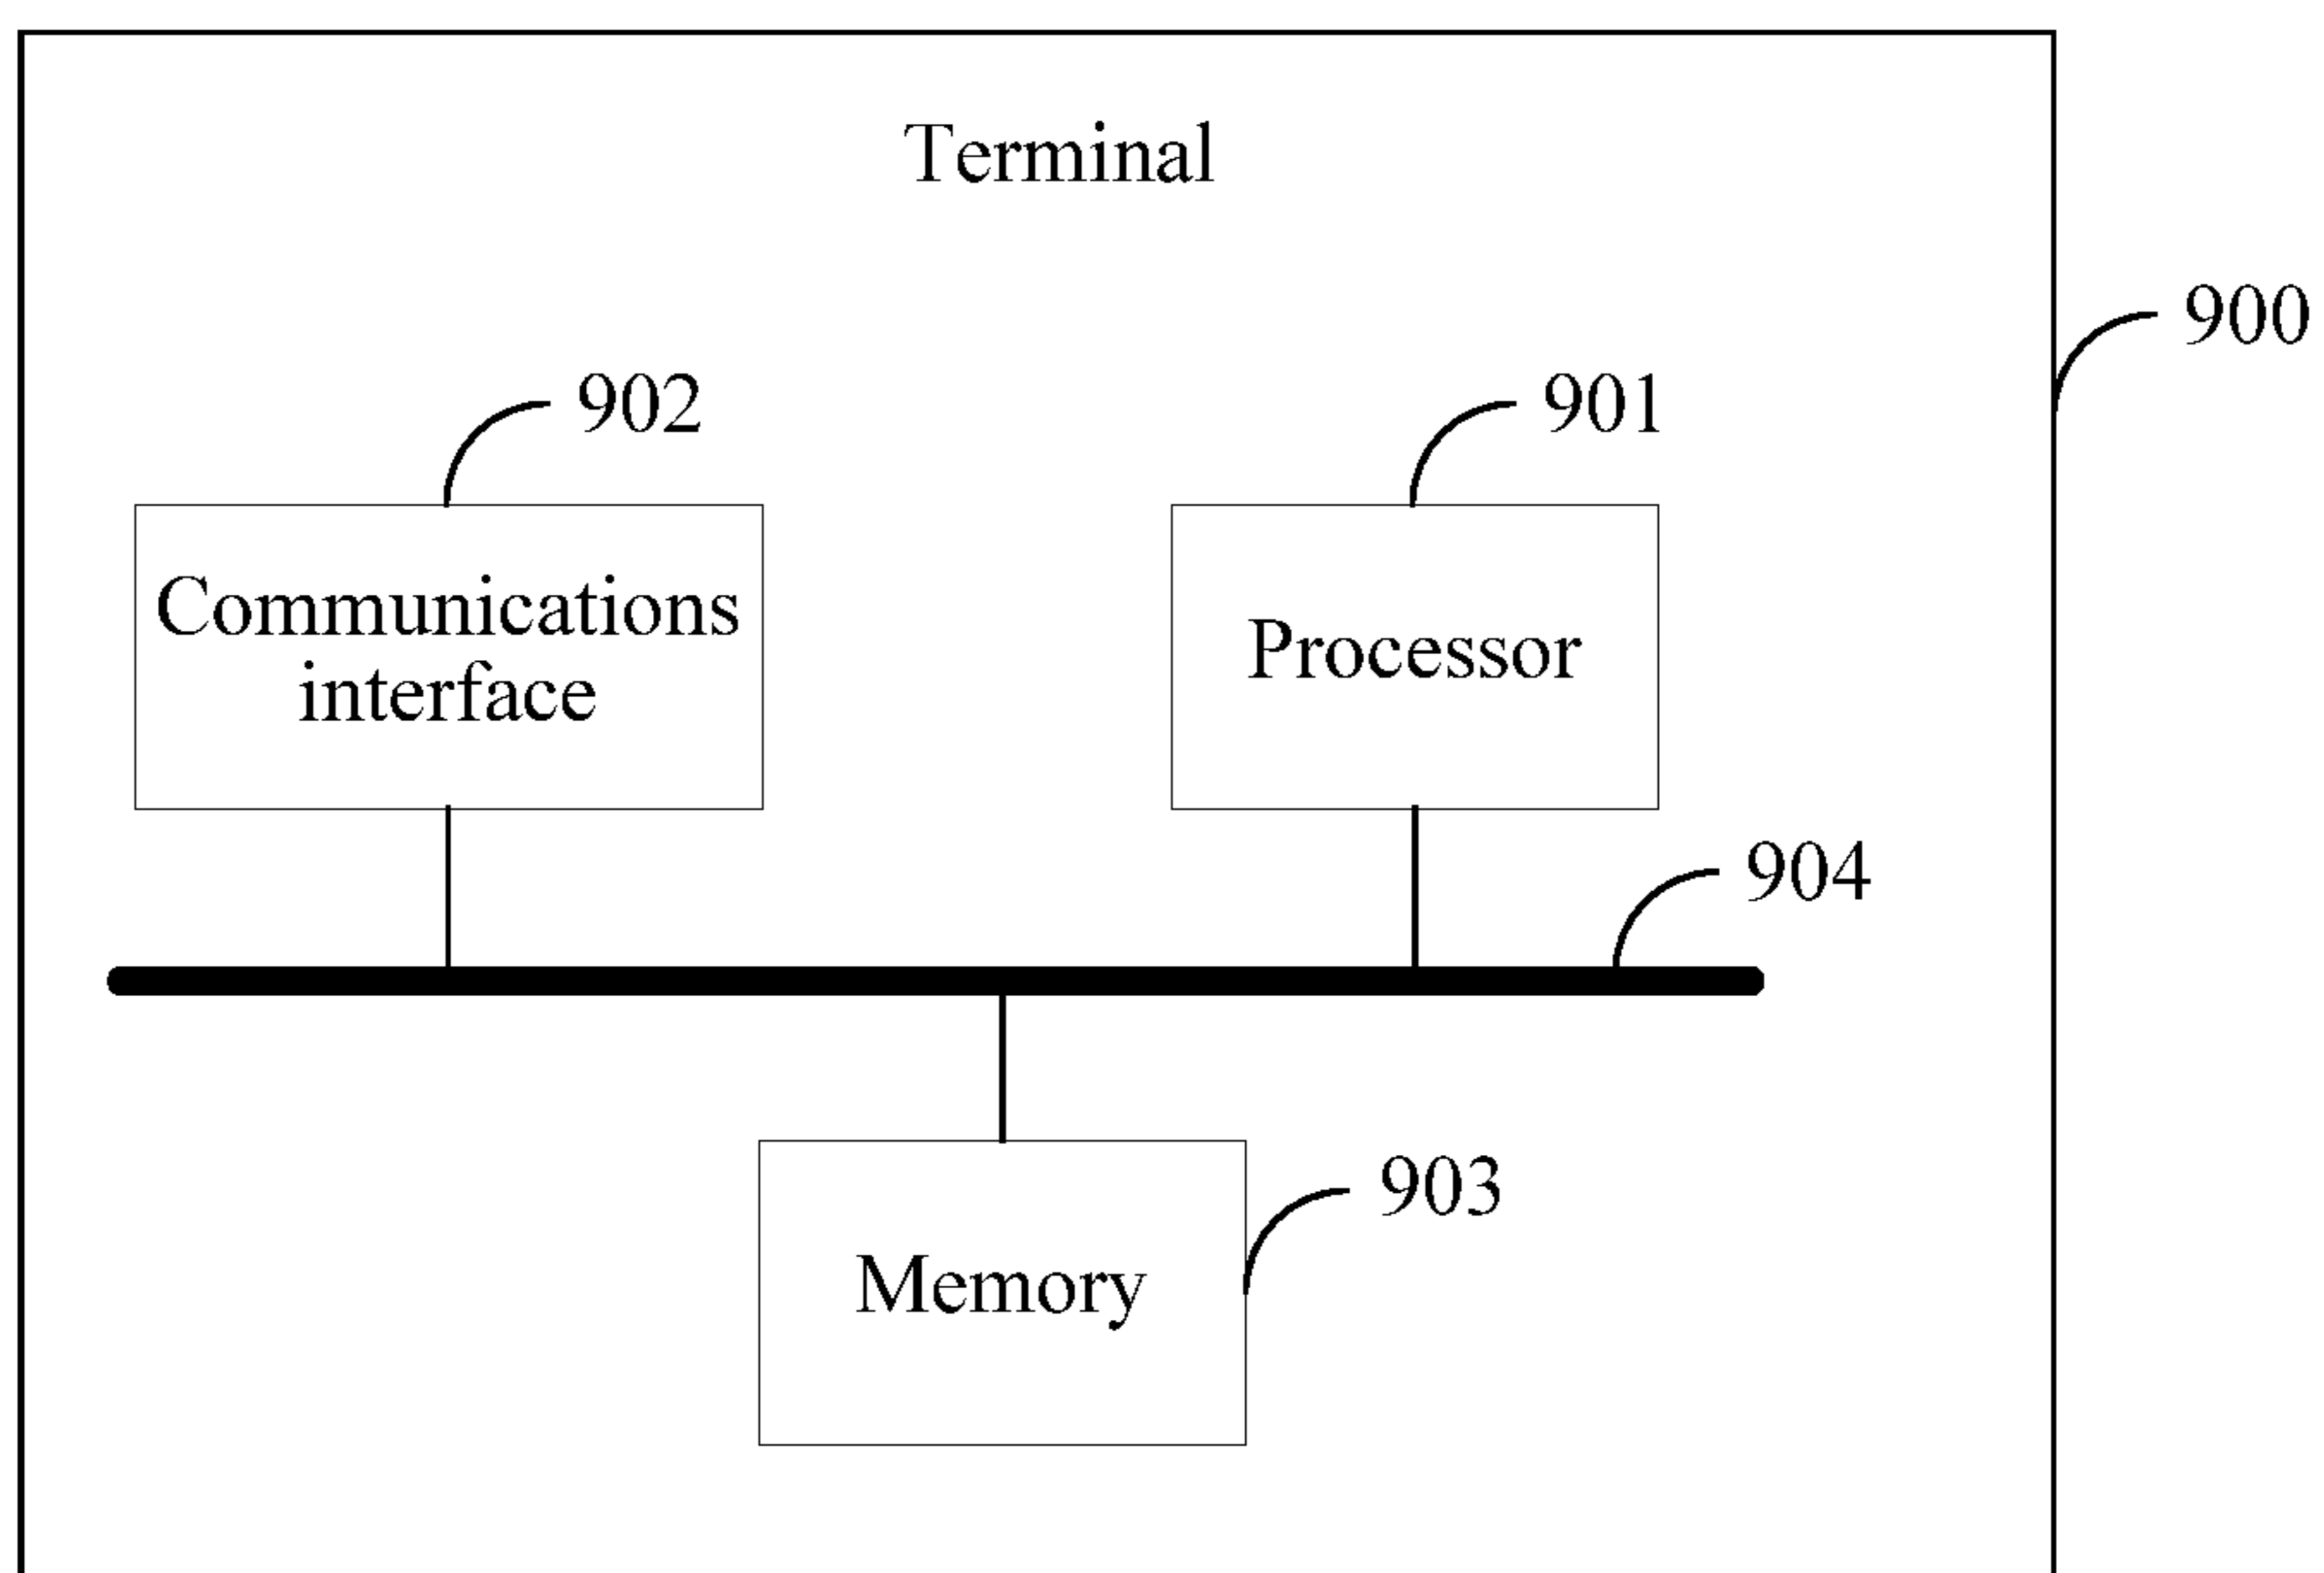 Terminal
900
902
901
Communications
interface
Processor
904
903
Memory